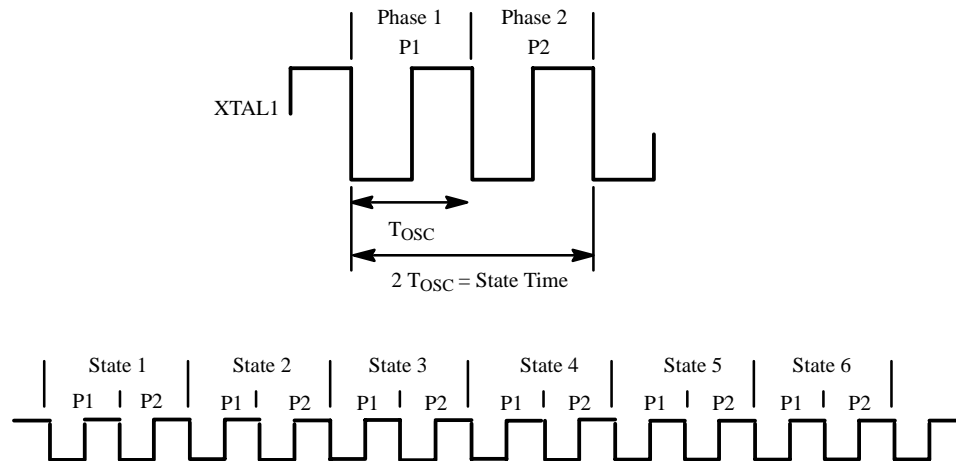 Phase 1 Phase 2
P1 P2
XTAL1
TOSC
2 TOSC = State Time
State 1 State 2 State 3 State 4 State 5 State 6
P1 P2 P1 P2 P1 P2 P1 P2 P1 P2 P1 P2